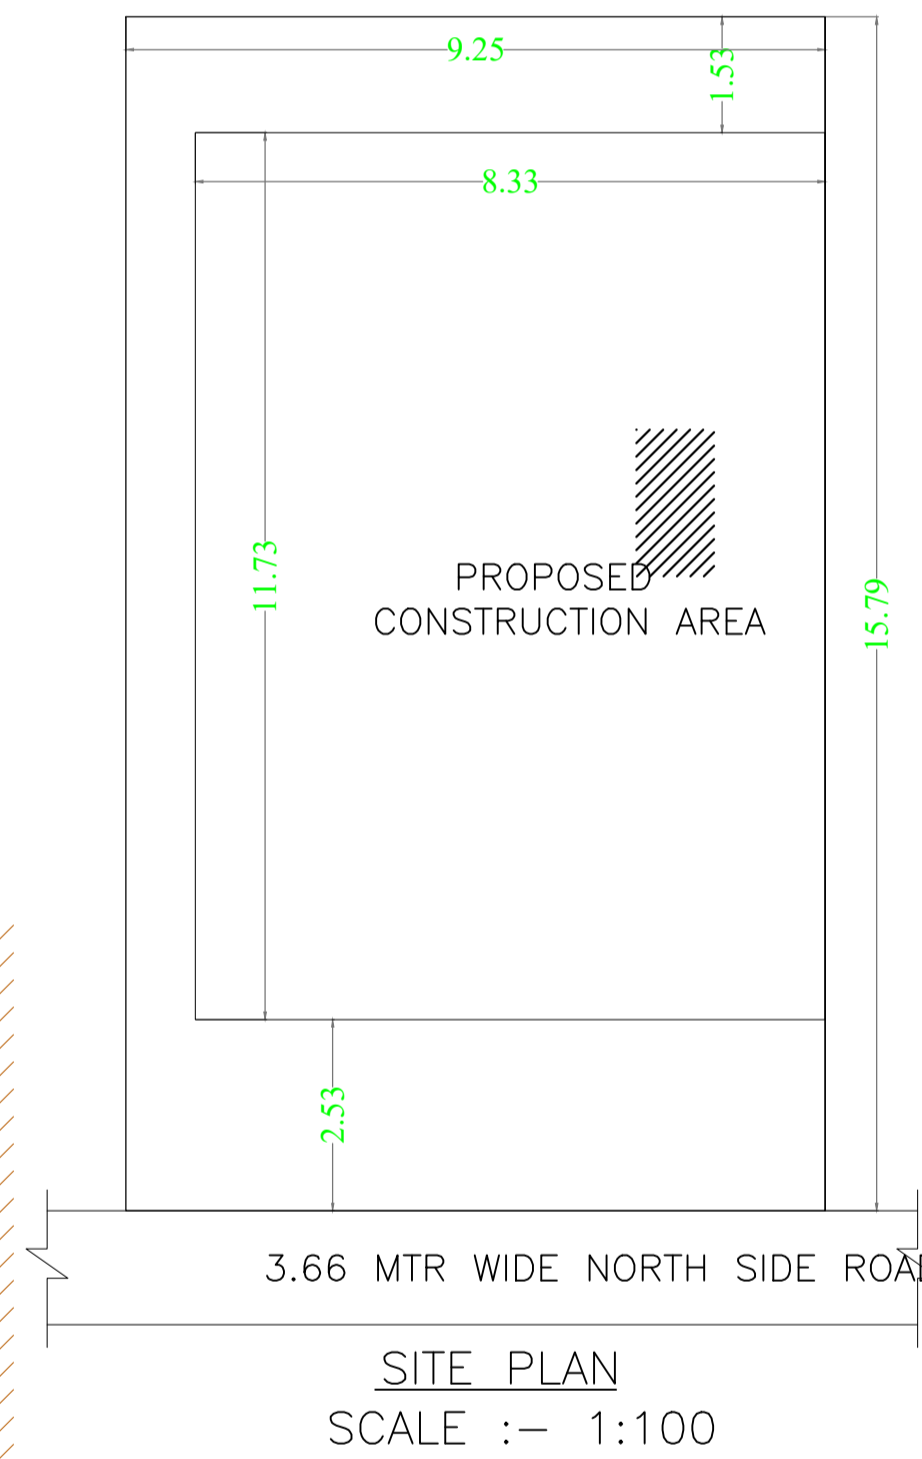 9.25
1.53
8.33
11.73
15.79
PROPOSED
CONSTRUCTION AREA
2.53
3.66 MTR WIDE NORTH SIDE ROAD
SITE PLAN
SCALE :- 1:100